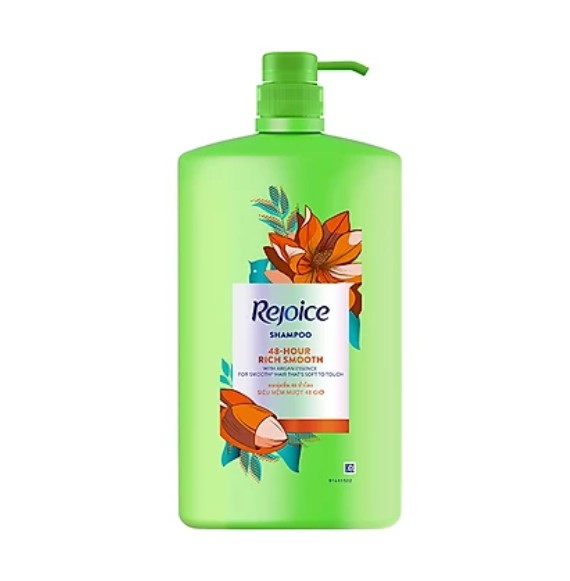 Rejoice
SHAMPOO
48-HOUR
RICH SMOOTH
WITH ARGAN ESSENCE
FOR SMOOTH* HAIR THAT'S SOFT TO TOUCH
SIÊU MỀM MƯỢT 48 GIỜ